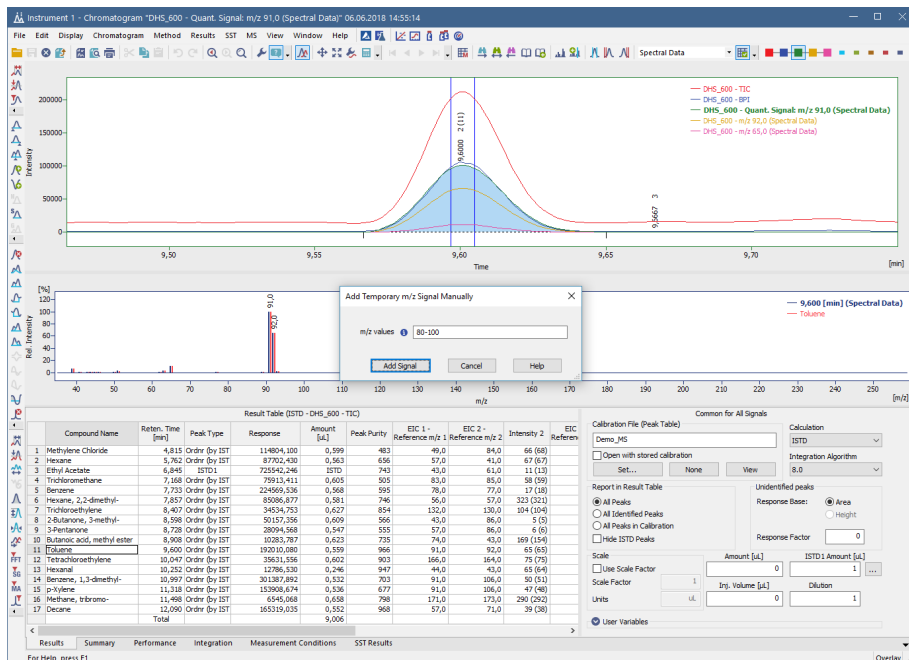 Instrument 1 - Chromatogram "DHS_600 - Quant. Signal: m/z 91,0 (Spectral Data)" 06.06.2018 14:55:14
File Edit Display Chromatogram Method Results SST MS View Window Help
Spectral Data
DHS_600 - TIC
DHS_600 - BPI
DHS_600 - Quant. Signal: m/z 91,0 (Spectral Data)
DHS_600 - m/z 92,0 (Spectral Data)
DHS_600 - m/z 65,0 (Spectral Data)
Intensity
200000
150000
100000
50000
0
9,6000 2 (11)
9,6667 3
9,50 9,55 9,60 9,65 9,70
Time
[min]
[%]
Rel. Intensity
120
100
80
60
40
20
0
91,0
92,0
9,600 [min] (Spectral Data)
Toluene
40 50 60 70 80 90 100 110 120 130 140 150 160 170 180 190 200 210 220 230 240 250
m/z
[m/z]
Add Temporary m/z Signal Manually
m/z values 80-100
Add Signal Cancel Help
Result Table (ISTD - DHS_600 - TIC)
Compound Name Reten. Time [min] Peak Type Response Amount [uL] Peak Purity EIC 1 - Reference m/z 1 EIC 2 - Reference m/z 2 Intensity 2 EIC Referen
1 Methylene Chloride 4,815 Ordnr (by IST 114804,100 0,599 483 49,0 84,0 66 (68)
2 Hexane 5,762 Ordnr (by IST 87702,430 0,563 656 57,0 41,0 67 (67)
3 Ethyl Acetate 6,845 ISTD1 725542,246 ISTD 743 43,0 61,0 11 (13)
4 Trichloromethane 7,168 Ordnr (by IST 75913,411 0,605 505 83,0 85,0 58 (59)
5 Benzene 7,733 Ordnr (by IST 224569,536 0,568 595 78,0 77,0 17 (18)
6 Hexane, 2,2-dimethyl- 7,857 Ordnr (by IST 85086,877 0,581 746 56,0 57,0 323 (321)
7 Trichloroethylene 8,407 Ordnr (by IST 34534,753 0,627 854 132,0 130,0 104 (104)
8 2-Butanone, 3-methyl- 8,598 Ordnr (by IST 50157,356 0,609 566 43,0 86,0 5 (5)
9 3-Pentanone 8,728 Ordnr (by IST 28094,568 0,947 555 57,0 86,0 6 (6)
10 Butanoic acid, methyl ester 8,908 Ordnr (by IST 10283,787 0,623 735 74,0 43,0 169 (154)
11 Toluene 9,600 Ordnr (by IST 192010,080 0,559 966 91,0 92,0 65 (65)
12 Tetrachloroethylene 10,047 Ordnr (by IST 35631,556 0,602 903 166,0 164,0 75 (75)
13 Hexanal 10,252 Ordnr (by IST 12786,530 0,246 947 44,0 43,0 65 (64)
14 Benzene, 1,3-dimethyl- 10,997 Ordnr (by IST 301387,892 0,532 703 91,0 106,0 50 (51)
15 p-Xylene 11,318 Ordnr (by IST 153908,674 0,536 677 91,0 106,0 47 (48)
16 Methane, tribromo- 11,498 Ordnr (by IST 6545,068 0,658 798 171,0 173,0 290 (292)
17 Decane 12,090 Ordnr (by IST 165319,035 0,552 968 57,0 71,0 39 (38)
Total 9,006
Common for All Signals
Calibration File (Peak Table)
Demo_MS
Open with stored calibration
Set... None View
Calculation
ISTD
Integration Algorithm
8.0
Report in Result Table
All Peaks
All Identified Peaks
All Peaks in Calibration
Hide ISTD Peaks
Unidentified peaks
Response Base: Area
Height
Response Factor 0
Scale
Use Scale Factor
Scale Factor 1
Units uL
Amount [uL] ISTD1 Amount [uL]
0 1 ...
Inj. Volume [µL] Dilution
0 1
User Variables
Results Summary Performance Integration Measurement Conditions SST Results
For Help, press F1
Overlay